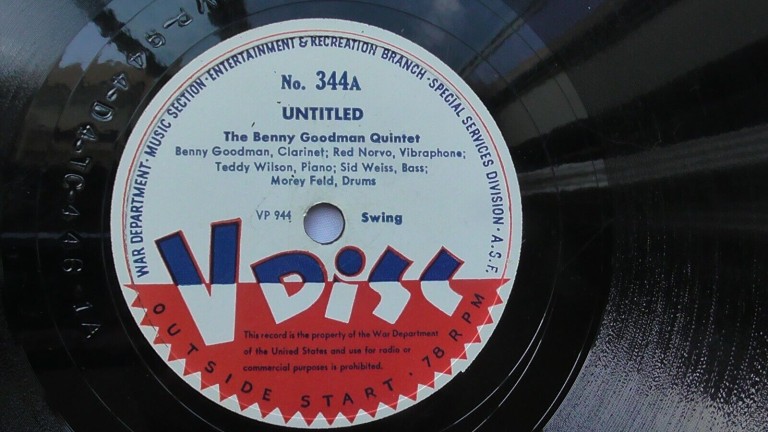 WAR DEPARTMENT · MUSIC SECTION · ENTERTAINMENT & RECREATION BRANCH · SPECIAL SERVICES DIVISION · A.S.F.
No. 344A
UNTITLED
The Benny Goodman Quintet
Benny Goodman, Clarinet; Red Norvo, Vibraphone;
Teddy Wilson, Piano; Sid Weiss, Bass;
Morey Feld, Drums
VP 944 Swing
V DiSC
This record is the property of the War Department
of the United States and use for radio or
commercial purposes is prohibited.
OUTSIDE START · 78 RPM